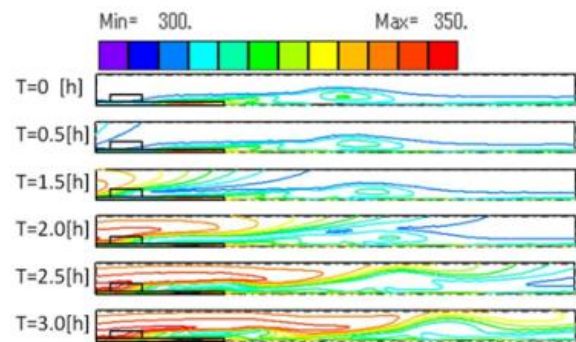 Min= 300. Max= 350.
T=0 [h]
T=0.5[h]
T=1.5[h]
T=2.0[h]
T=2.5[h]
T=3.0[h]